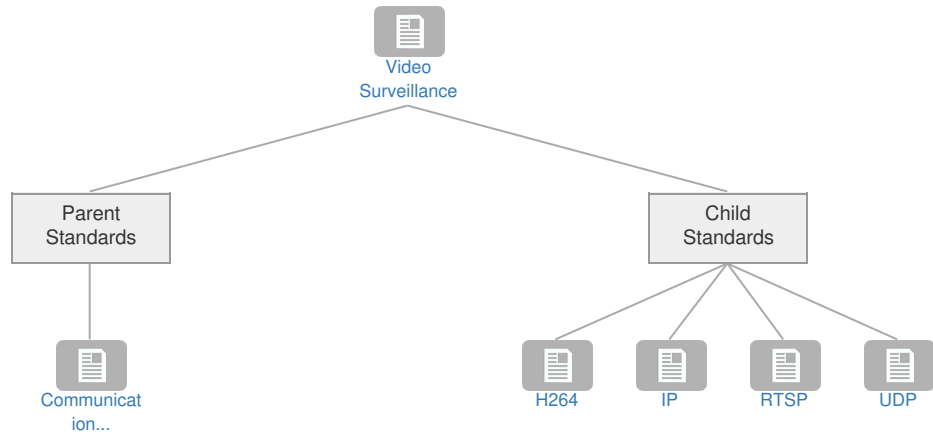 Video
Surveillance
Parent
Standards
Child
Standards
Communicat
ion...
H264
IP
RTSP
UDP